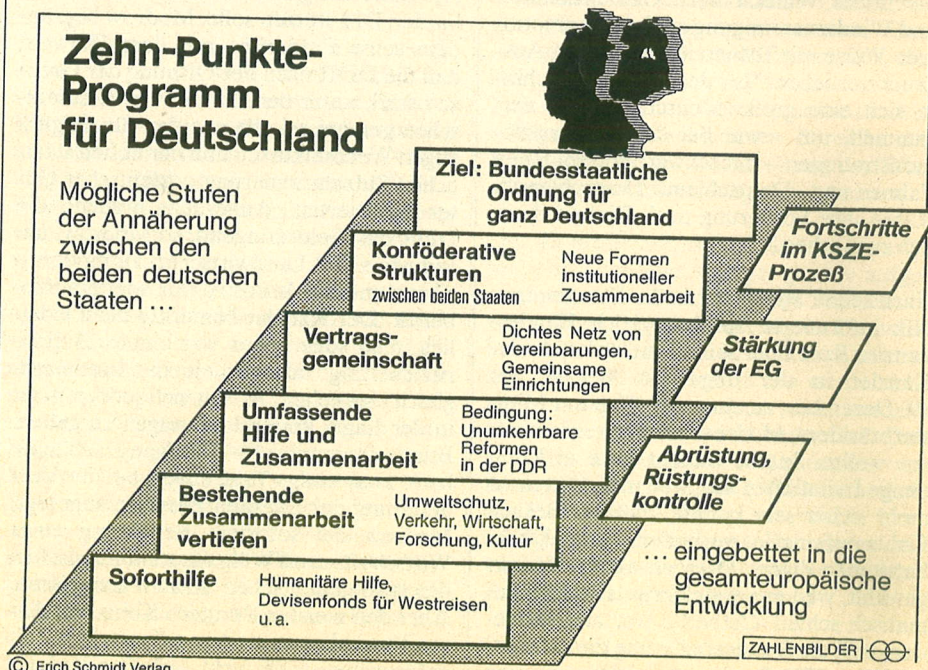 Zehn-Punkte-
Programm
für Deutschland
Mögliche Stufen
der Annäherung
zwischen den
beiden deutschen
Staaten ...
Ziel: Bundesstaatliche
Ordnung für
ganz Deutschland
Konföderative
Strukturen
zwischen beiden Staaten
Neue Formen
institutioneller
Zusammenarbeit
Vertrags-
gemeinschaft
Dichtes Netz von
Vereinbarungen,
Gemeinsame
Einrichtungen
Umfassende
Hilfe und
Zusammenarbeit
Bedingung:
Unumkehrbare
Reformen
in der DDR
Bestehende
Zusammenarbeit
vertiefen
Umweltschutz,
Verkehr, Wirtschaft,
Forschung, Kultur
Soforthilfe
Humanitäre Hilfe,
Devisenfonds für Westreisen
u.a.
Fortschritte
im KSZE-
Prozeß
Stärkung
der EG
Abrüstung,
Rüstungs-
kontrolle
... eingebettet in die
gesamteuropäische
Entwicklung
ZAHLENBILDER
© Erich Schmidt Verlag